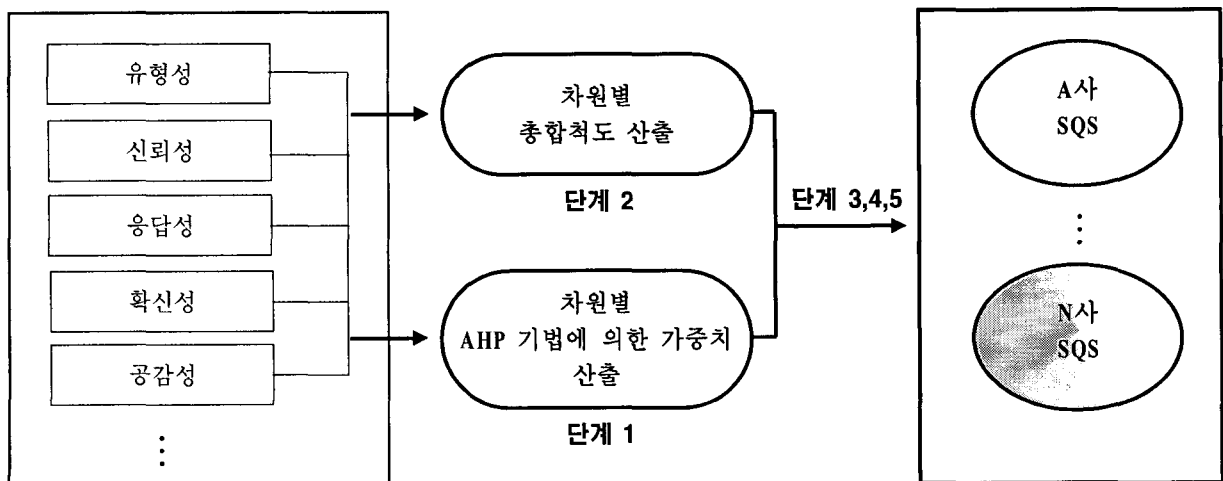 유형성
신뢰성
응답성
확신성
공감성
⋮
차원별
총합척도 산출
단계 2
차원별
AHP 기법에 의한 가중치
산출
단계 1
단계 3,4,5
A사
SQS
⋮
N사
SQS